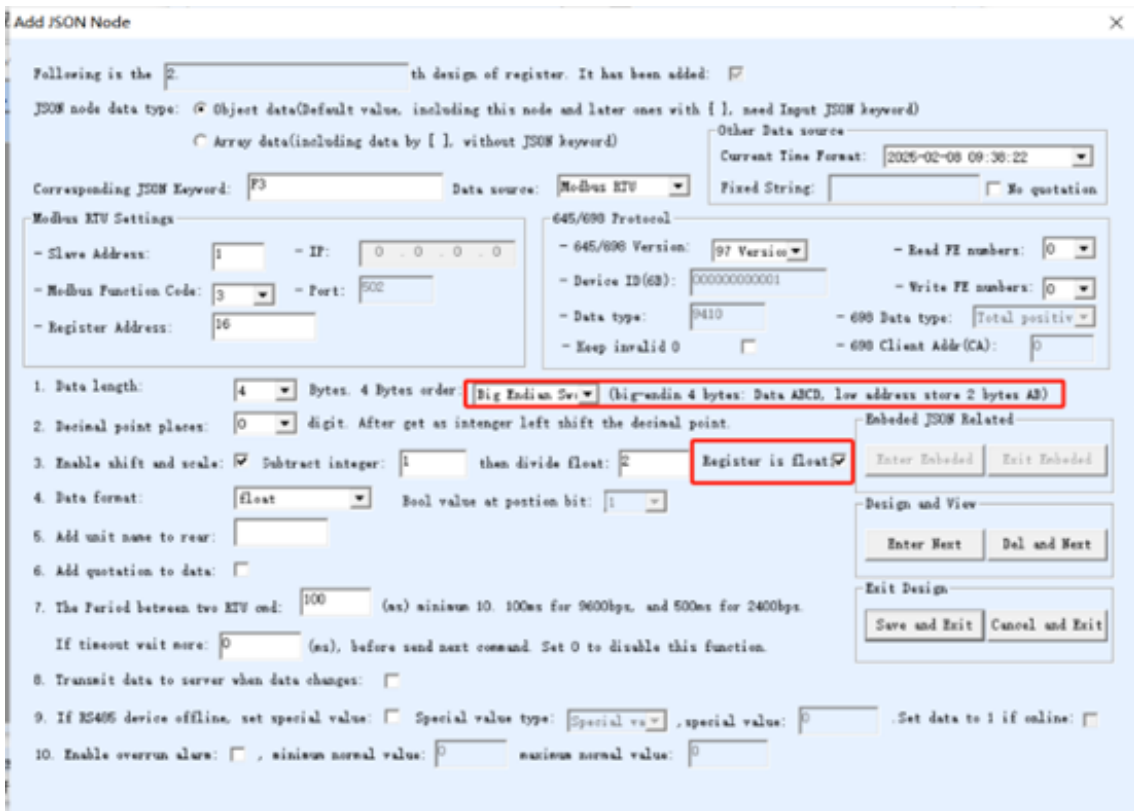 Add JSON Node
Following is the 2. th design of register. It has been added:
JSON node data type: Object data(Default value, including this node and later ones with { }, need Input JSON keyword)
Array data(including data by [ ], without JSON keyword)
Other Data source
Current Time Format: 2025-02-08 09:38:22
Corresponding JSON Keyword: F3 Data source: Modbus RTU Fixed String: No quotation
Modbus RTU Settings
- Slave Address: 1 - IP: 0 . 0 . 0 . 0
- Modbus Function Code: 3 - Port: 502
- Register Address: 16
645/698 Protocol
- 645/698 Version: 97 Versio - Read FE numbers: 0
- Device ID(6B): 000000000001 - Write FE numbers: 0
- Data type: 9410 - 698 Data type: Total positiv
- Keep invalid 0 - 698 Client Addr(CA): 0
1. Data length: 4 Bytes. 4 Bytes order: Big Endian Sw (big-endin 4 bytes: Data ABCD, low address store 2 bytes AB)
2. Decimal point places: 0 digit. After get as intenger left shift the decimal point.
3. Enable shift and scale: Subtract integer: 1 then divide float: 2 Register is float
4. Data format: float Bool value at postion bit: 1
5. Add unit name to rear:
6. Add quotation to data:
7. The Period between two RTU cmd: 100 (ms) minimum 10. 100ms for 9600bps, and 500ms for 2400bps.
If timeout wait more: 0 (ms), before send next command. Set 0 to disable this function.
8. Transmit data to server when data changes:
9. If RS485 device offline, set special value: Special value type: Special va , special value: 0 .Set data to 1 if online:
10. Enable overrun alarm: , minimum normal value: 0 maximum normal value: 0
Embeded JSON Related
Enter Embeded Exit Embeded
Design and View
Enter Next Del and Next
Exit Design
Save and Exit Cancel and Exit